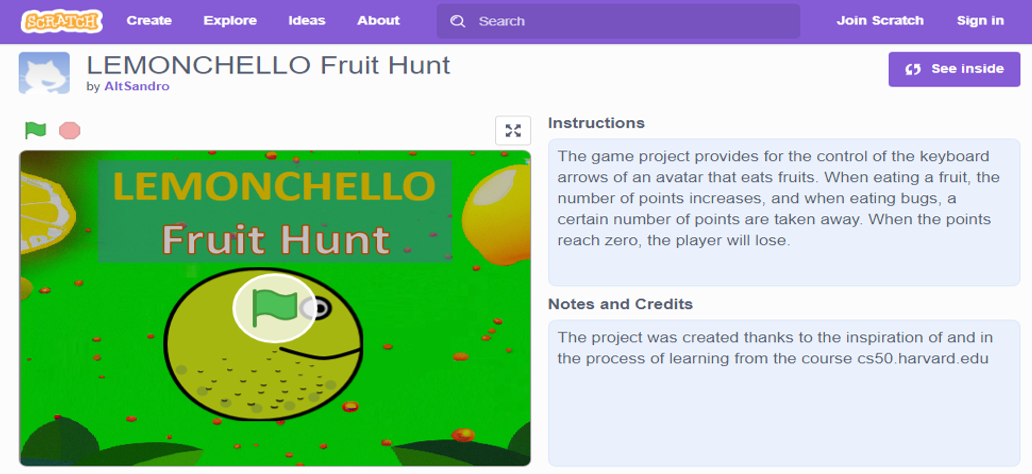 SCRATCH Create Explore Ideas About Search Join Scratch Sign in
LEMONCHELLO Fruit Hunt
by AltSandro
See inside
LEMONCHELLO
Fruit Hunt
Instructions
The game project provides for the control of the keyboard
arrows of an avatar that eats fruits. When eating a fruit, the
number of points increases, and when eating bugs, a
certain number of points are taken away. When the points
reach zero, the player will lose.
Notes and Credits
The project was created thanks to the inspiration of and in
the process of learning from the course cs50.harvard.edu